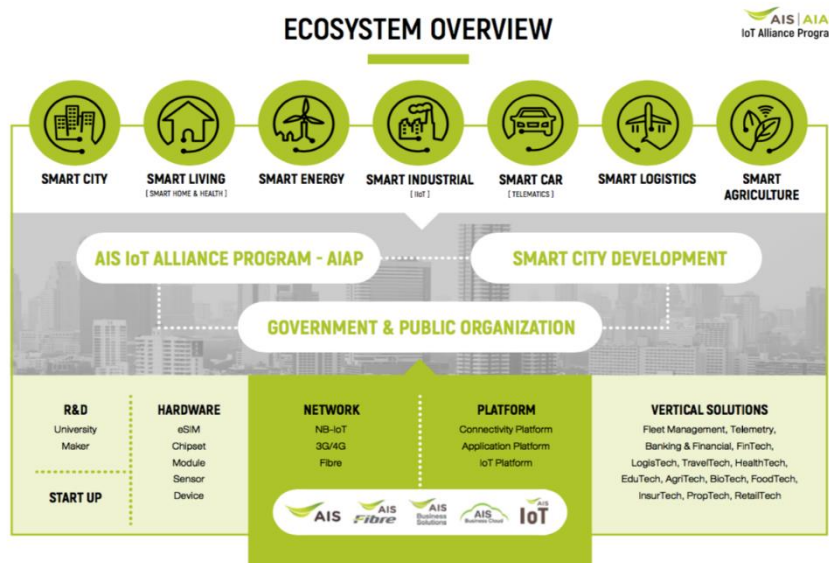 ECOSYSTEM OVERVIEW
AIS | AIA
IoT Alliance Progra
SMART CITY
SMART LIVING
[ SMART HOME & HEALTH ]
SMART ENERGY
SMART INDUSTRIAL
[ IIoT ]
SMART CAR
[ TELEMATICS ]
SMART LOGISTICS
SMART
AGRICULTURE
AIS IoT ALLIANCE PROGRAM - AIAP
SMART CITY DEVELOPMENT
GOVERNMENT & PUBLIC ORGANIZATION
R&D
University
Maker
START UP
HARDWARE
eSIM
Chipset
Module
Sensor
Device
NETWORK
NB-IoT
3G/4G
Fibre
PLATFORM
Connectivity Platform
Application Platform
IoT Platform
VERTICAL SOLUTIONS
Fleet Management, Telemetry,
Banking & Financial, FinTech,
LogisTech, TravelTech, HealthTech,
EduTech, AgriTech, BioTech, FoodTech,
InsurTech, PropTech, RetailTech
AIS
AIS
Fibre
AIS
Business
Solutions
AIS
Business Cloud
AIS
IoT